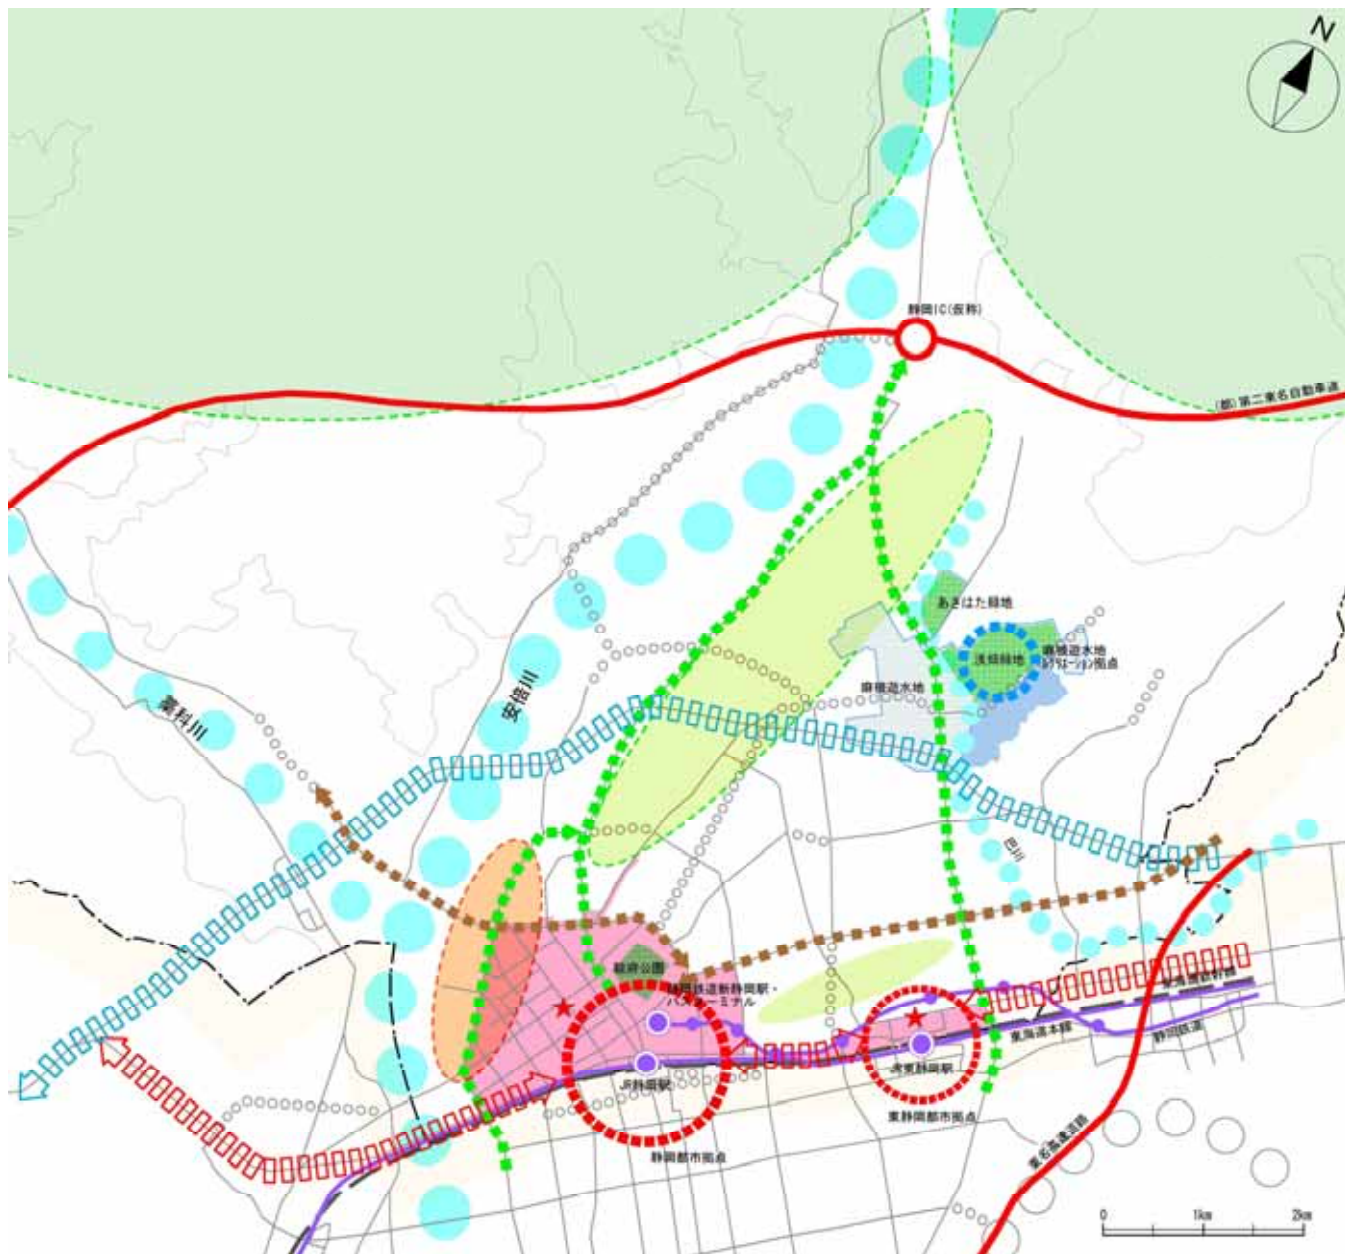 N
静岡IC(仮称)
(都)第二東名自動車道
あさはた緑地
浅畑緑地
麻機遊水地
レクリエーション拠点
麻機遊水地
安倍川
藁科川
巴川
駿府公園
静岡鉄道新静岡駅・
バスターミナル
東海道新幹線
東海道本線
静岡鉄道
JR静岡駅
JR東静岡駅
東静岡都市拠点
静岡都市拠点
東名高速道路
0 1km 2km